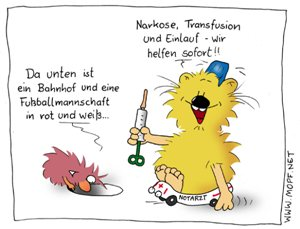 Narkose, Transfusion
und Einlauf - wir
helfen sofort!!
Da unten ist
ein Bahnhof und eine
Fußballmannschaft
in rot und weiß...
NOTARZT
WWW.MOPF.NET